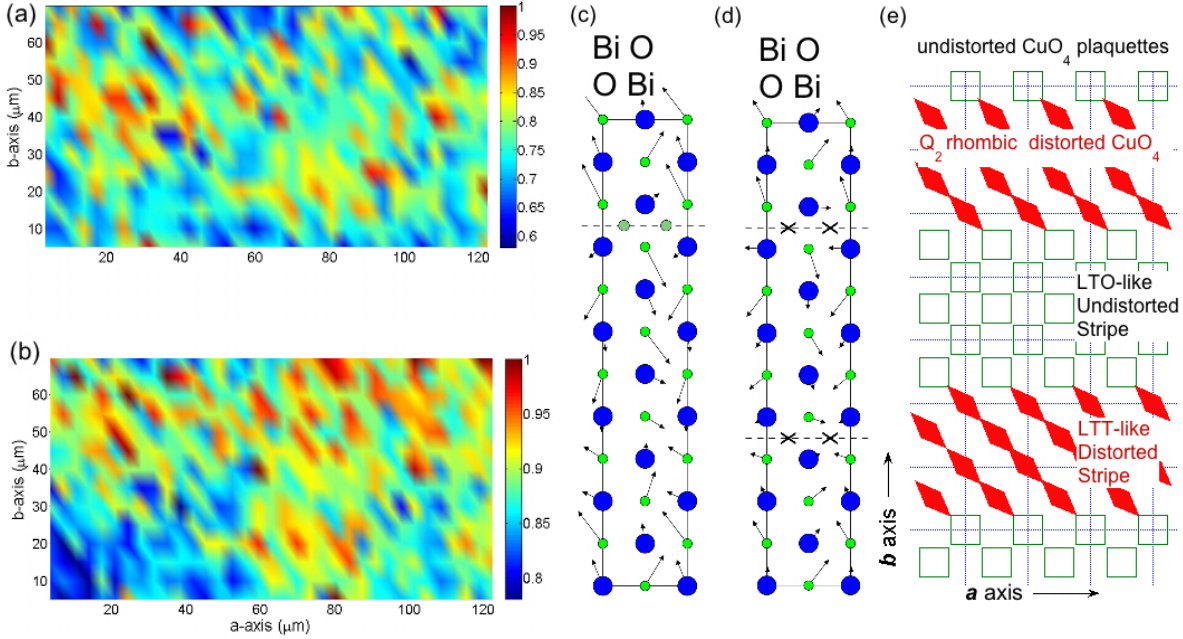 (a)
b-axis (μm)
60
50
40
30
20
10
20
40
60
80
100
120
1
0.95
0.9
0.85
0.8
0.75
0.7
0.65
0.6
(b)
b-axis (μm)
60
50
40
30
20
10
20
40
60
80
100
120
a-axis (μm)
1
0.95
0.9
0.85
0.8
(c)
Bi O
O Bi
(d)
Bi O
O Bi
b axis
(e)
undistorted CuO4 plaquettes
Q2 rhombic distorted CuO4
LTO-like
Undistorted
Stripe
LTT-like
Distorted
Stripe
a axis